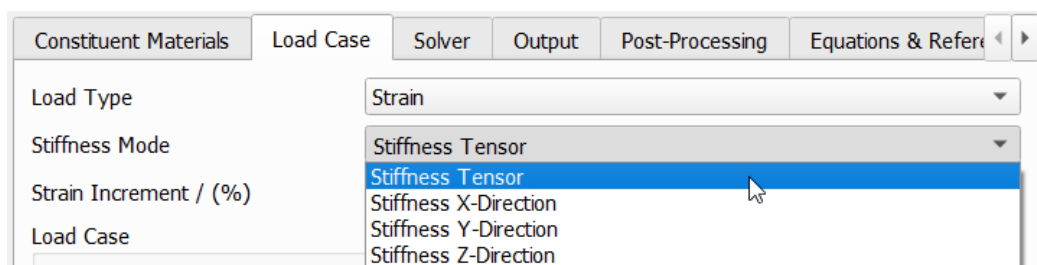 Constituent Materials Load Case Solver Output Post-Processing Equations &
Load Type Strain
Stiffness Mode Stiffness Tensor
Stiffness Tensor
Strain Increment / (%)
Stiffness X-Direction
Stiffness Y-Direction
Load Case
Stiffness Z-Direction